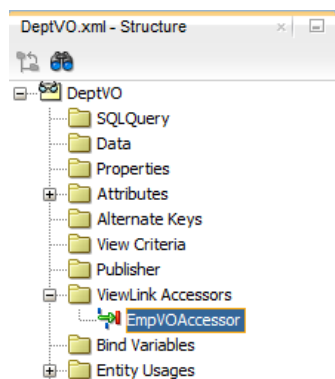 DeptVO.xml - Structure
DeptVO
SQLQuery
Data
Properties
Attributes
Alternate Keys
View Criteria
Publisher
ViewLink Accessors
EmpVOAccessor
Bind Variables
Entity Usages